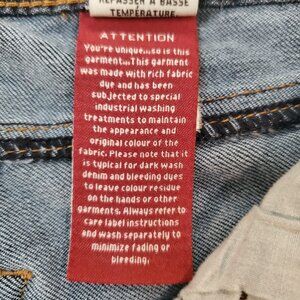 REPASSER A BASSE
TEMPÉRATURE
ATTENTION
You're unique...so is this
garment...This garment
was made with rich fabric
dye and has been
subjected to special
industrial washing
treatments to maintain
the appearance and
original colour of the
fabric. Please note that it
is typical for dark wash
denim and bleeding dyes
to leave colour residue
on the hands or other
garments. Always refer to
care label instructions
and wash separately to
minimize fading or
bleeding.